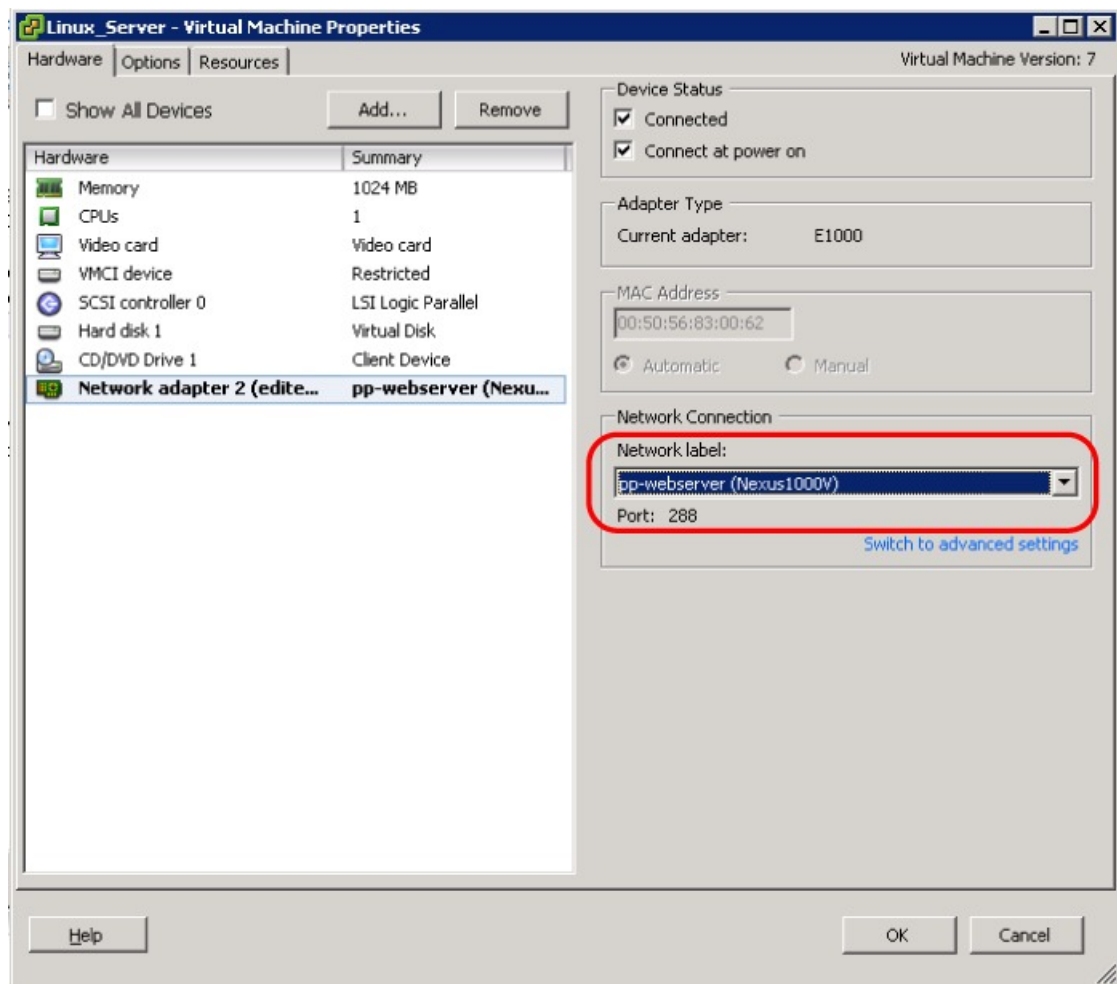 Linux_Server - Virtual Machine Properties
Hardware Options Resources
Virtual Machine Version: 7
Show All Devices
Add...
Remove
Hardware Summary
Memory 1024 MB
CPUs 1
Video card Video card
VMCI device Restricted
SCSI controller 0 LSI Logic Parallel
Hard disk 1 Virtual Disk
CD/DVD Drive 1 Client Device
Network adapter 2 (edite... pp-webserver (Nexu...
Device Status
Connected
Connect at power on
Adapter Type
Current adapter: E1000
MAC Address
00:50:56:83:00:62
Automatic Manual
Network Connection
Network label:
pp-webserver (Nexus1000V)
Port: 288
Switch to advanced settings
Help
OK
Cancel